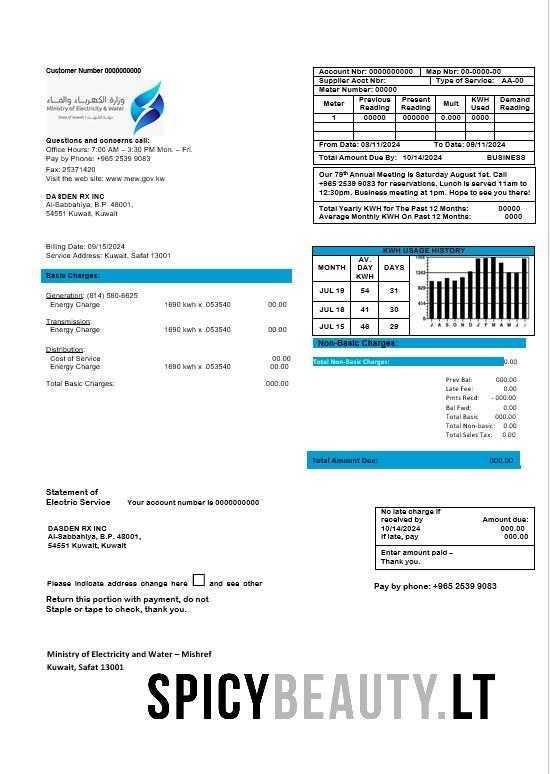 Customer Number 0000000000
وزارة الكهرباء والماء
Ministry of Electricity & Water
State of Kuwait • دولة الكويت
Questions and concerns call:
Office Hours: 7:00 AM – 3:30 PM Mon. – Fri.
Pay by Phone: +965 2539 9083
Fax: 25371420
Visit the web site: www.mew.gov.kw
DASDEN RX INC
Al-Sabbahiya, B.P. 48001,
54551 Kuwait, Kuwait
Billing Date: 09/15/2024
Service Address: Kuwait, Safat 13001
Basic Charges:
Generation: (814) 580-6625
Energy Charge 1690 kwh x .053540 00.00
Transmission:
Energy Charge 1690 kwh x .053540 00.00
Distribution:
Cost of Service 00.00
Energy Charge 1690 kwh x .053540 00.00
Total Basic Charges: 000.00
Account Nbr: 0000000000 Map Nbr: 00-0000-00
Supplier Acct Nbr: Type of Service: AA-00
Meter Number: 00000
Meter Previous Reading Present Reading Mult KWH Used Demand Reading
1 00000 000000 0.000 0000
From Date: 08/11/2024 To Date: 09/11/2024
Total Amount Due By: 10/14/2024 BUSINESS
Our 79th Annual Meeting is Saturday August 1st. Call
+965 2539 9083 for reservations. Lunch is served 11am to
12:30pm. Business meeting at 1pm. Hope to see you there!
Total Yearly KWH for The Past 12 Months: 00000
Average Monthly KWH On Past 12 Months: 0000
KWH USAGE HISTORY
MONTH AV. DAY KWH DAYS
JUL 19 54 31
JUL 16 41 30
JUL 15 46 29
J A S O N D J F M A M J J
Non-Basic Charges:
Total Non-Basic Charges: 0.00
Prev Bal: 000.00
Late Fee: 0.00
Pmts Recd: - 000.00
Bal Fwd: 0.00
Total Basic 000.00
Total Non-basic: 0.00
Total Sales Tax: 0.00
Total Amount Due: 000.00
Statement of
Electric Service Your account number is 0000000000
DASDEN RX INC
Al-Sabbahiya, B.P. 48001,
54551 Kuwait, Kuwait
No late charge if
received by Amount due:
10/14/2024 000.00
If late, pay 000.00
Enter amount paid –
Thank you.
Please indicate address change here and see other
Pay by phone: +965 2539 9083
Return this portion with payment, do not
Staple or tape to check, thank you.
Ministry of Electricity and Water – Mishref
Kuwait, Safat 13001
SPICYBEAUTY.LT